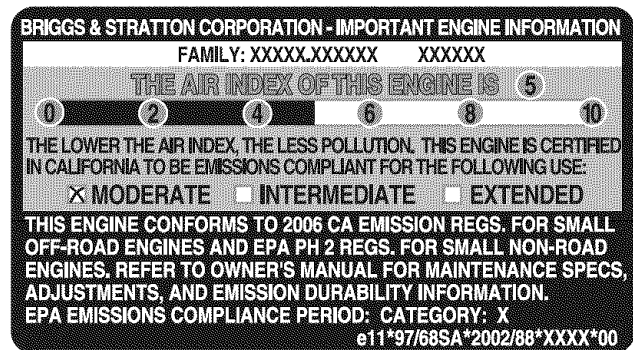 BRIGGS & STRATTON CORPORATION - IMPORTANT ENGINE INFORMATION
FAMILY: XXXXX.XXXXXX XXXXXX
THE AIR INDEX OF THIS ENGINE IS 5
0 2 4 6 8 10
THE LOWER THE AIR INDEX, THE LESS POLLUTION. THIS ENGINE IS CERTIFIED
IN CALIFORNIA TO BE EMISSIONS COMPLIANT FOR THE FOLLOWING USE:
☒ MODERATE ☐ INTERMEDIATE ☐ EXTENDED
THIS ENGINE CONFORMS TO 2006 CA EMISSION REGS. FOR SMALL
OFF-ROAD ENGINES AND EPA PH 2 REGS. FOR SMALL NON-ROAD
ENGINES. REFER TO OWNER'S MANUAL FOR MAINTENANCE SPECS,
ADJUSTMENTS, AND EMISSION DURABILITY INFORMATION.
EPA EMISSIONS COMPLIANCE PERIOD: CATEGORY: X
e11*97/68SA*2002/88*XXXX*00